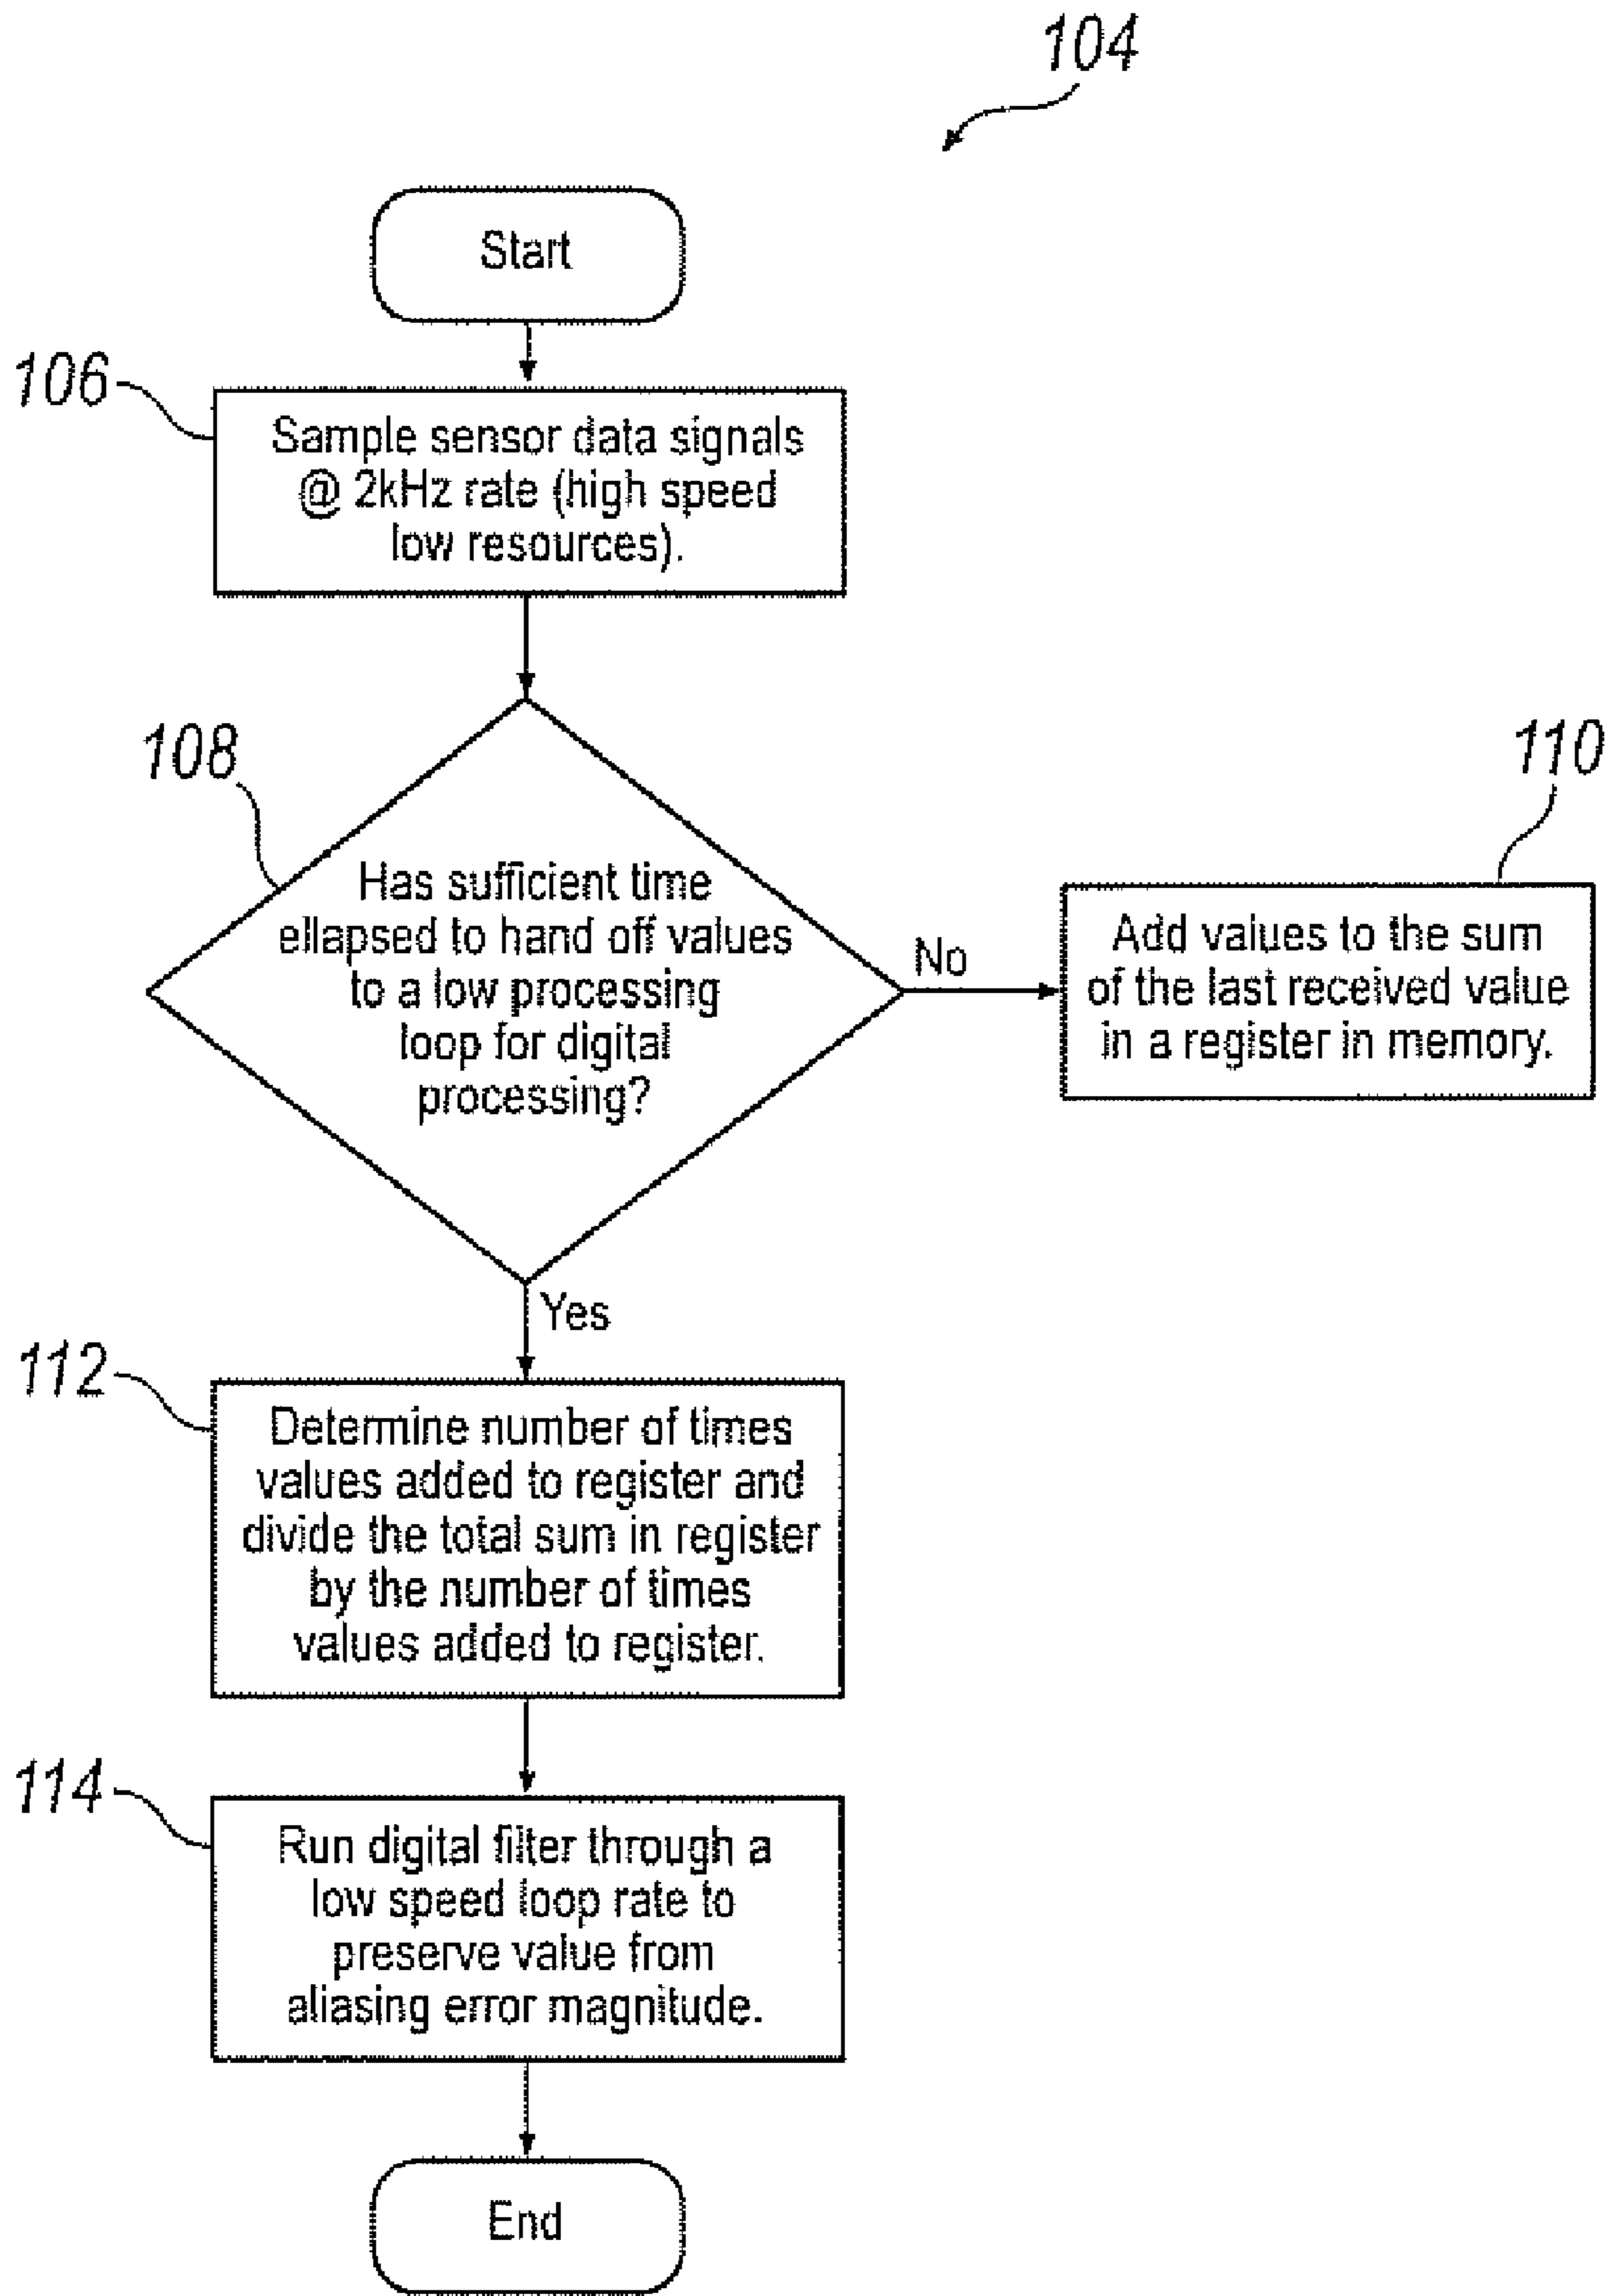 104
Start
106
Sample sensor data signals
@ 2kHz rate (high speed
low resources).
108
Has sufficient time
ellapsed to hand off values
to a low processing
loop for digital
processing?
No
110
Add values to the sum
of the last received value
in a register in memory.
Yes
112
Determine number of times
values added to register and
divide the total sum in register
by the number of times
values added to register.
114
Run digital filter through a
low speed loop rate to
preserve value from
aliasing error magnitude.
End